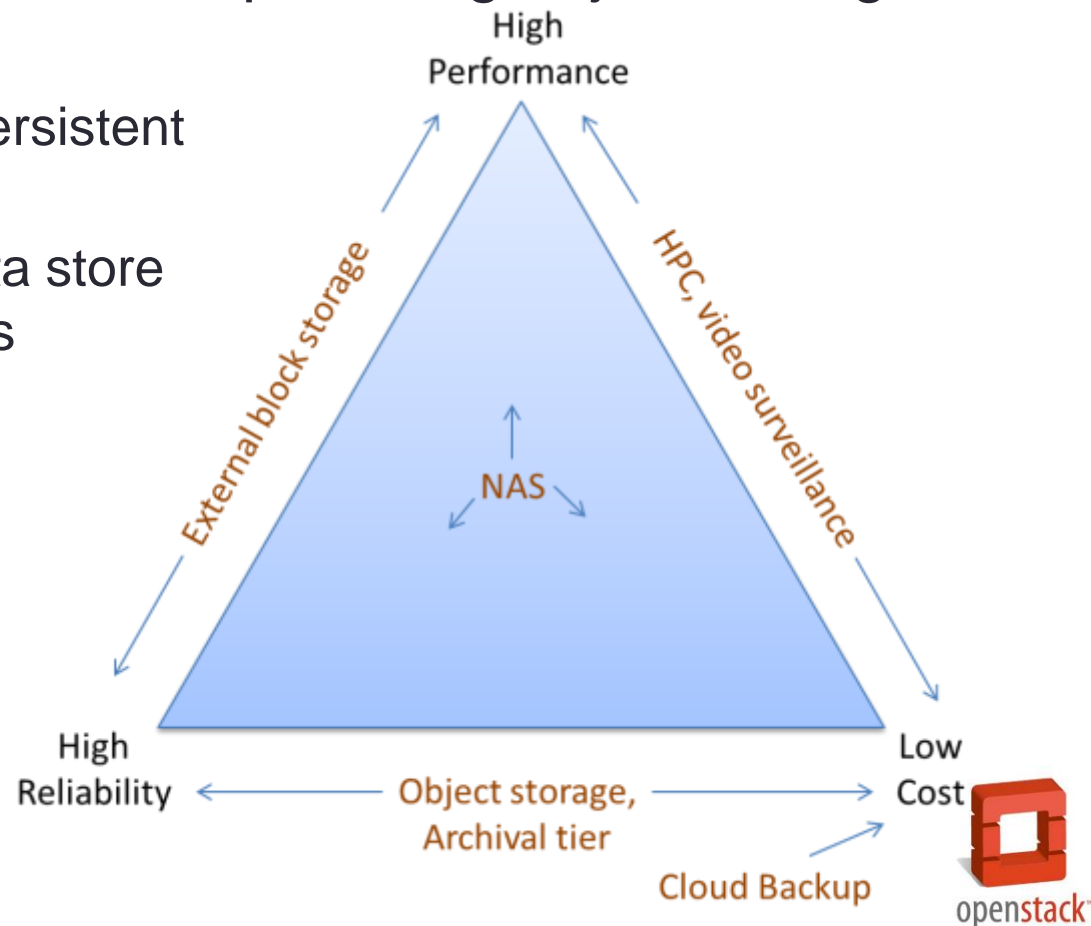 High
Performance
ersistent
ta store
s
External block storage
HPC, video surveillance
NAS
High
Reliability
Low
Cost
Object storage,
Archival tier
Cloud Backup
openstack